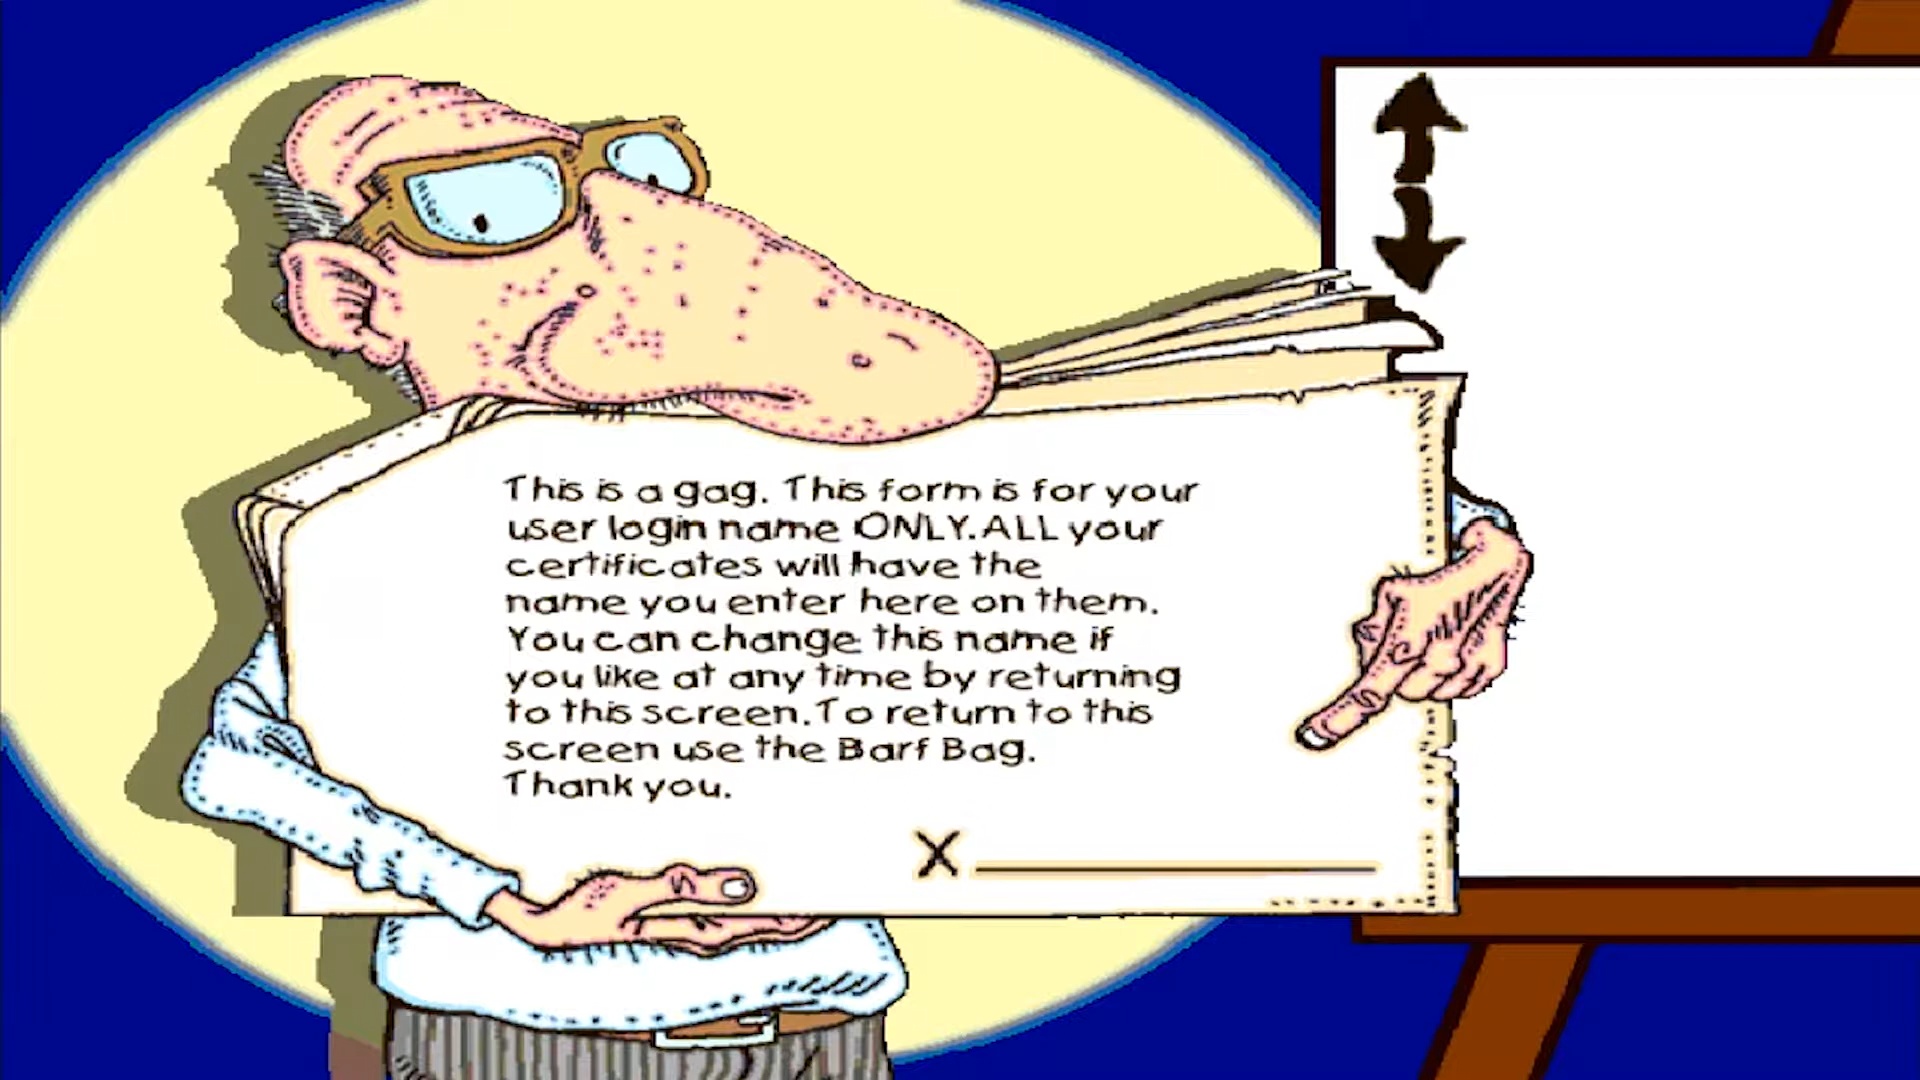 This is a gag. This form is for your
user login name ONLY.ALL your
certificates will have the
name you enter here on them.
You can change this name if
you like at any time by returning
to this screen.To return to this
screen use the Barf Bag.
Thank you.
X